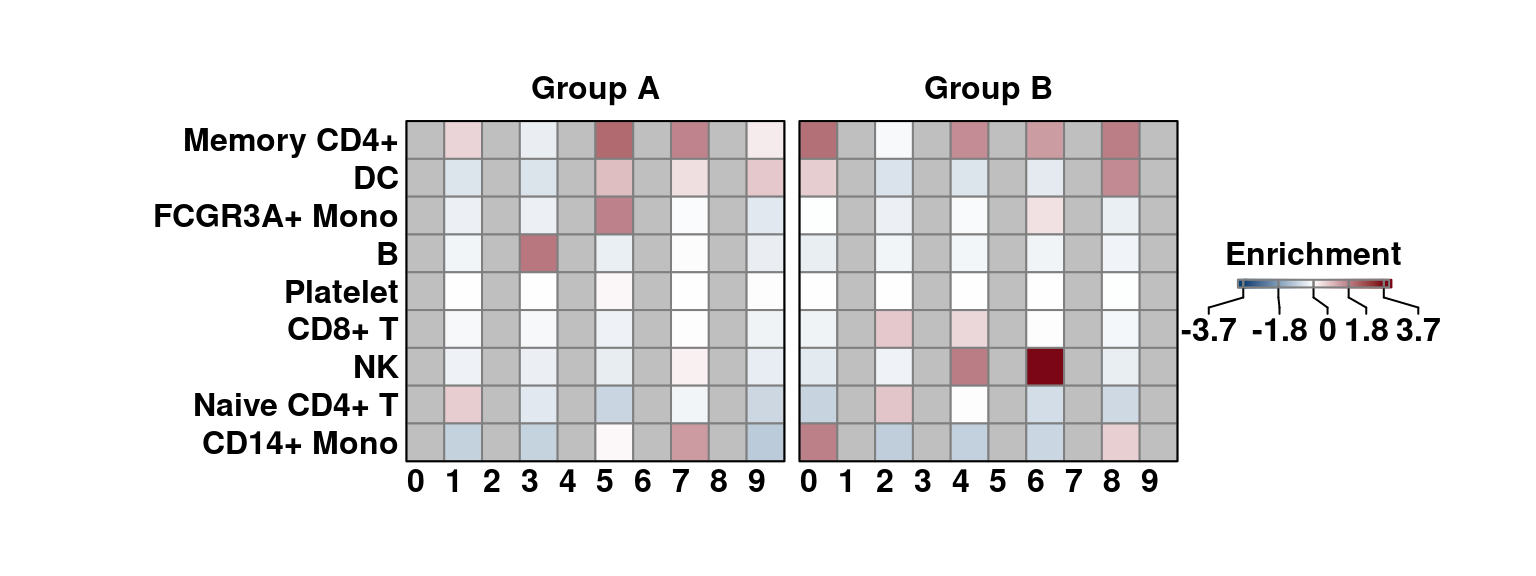 Group A Group B
Memory CD4+
DC
FCGR3A+ Mono
B
Platelet
CD8+ T
NK
Naive CD4+ T
CD14+ Mono
0 1 2 3 4 5 6 7 8 9 0 1 2 3 4 5 6 7 8 9
Enrichment
-3.7 -1.8 0 1.8 3.7